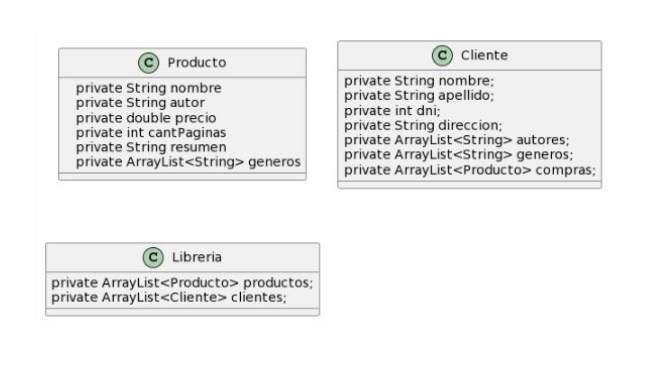 C Producto
private String nombre
private String autor
private double precio
private int cantPaginas
private String resumen
private ArrayList<String> generos
C Cliente
private String nombre;
private String apellido;
private int dni;
private String direccion;
private ArrayList<String> autores;
private ArrayList<String> generos;
private ArrayList<Producto> compras;
C Libreria
private ArrayList<Producto> productos;
private ArrayList<Cliente> clientes;